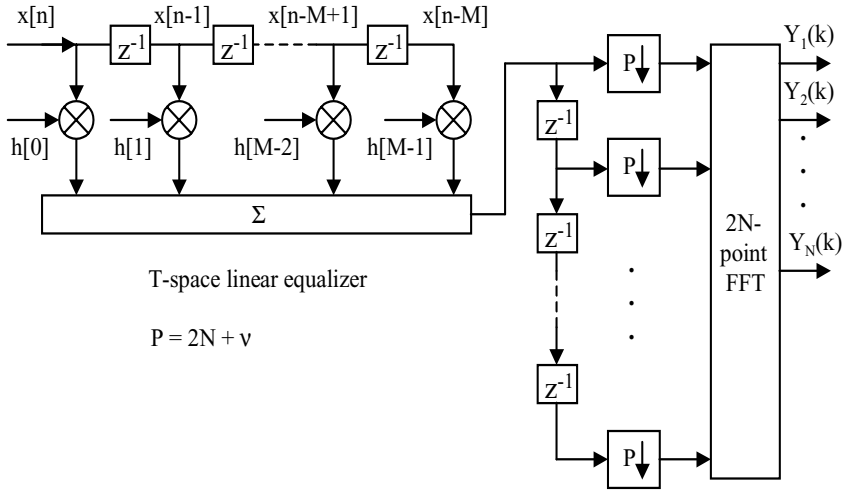 x[n] x[n-1] x[n-M+1] x[n-M]
z⁻¹ z⁻¹ z⁻¹
h[0] h[1] h[M-2] h[M-1]
Σ
T-space linear equalizer
P = 2N + ν
P
z⁻¹
P
z⁻¹
z⁻¹
P
2N-
point
FFT
Y₁(k)
Y₂(k)
Y_N(k)